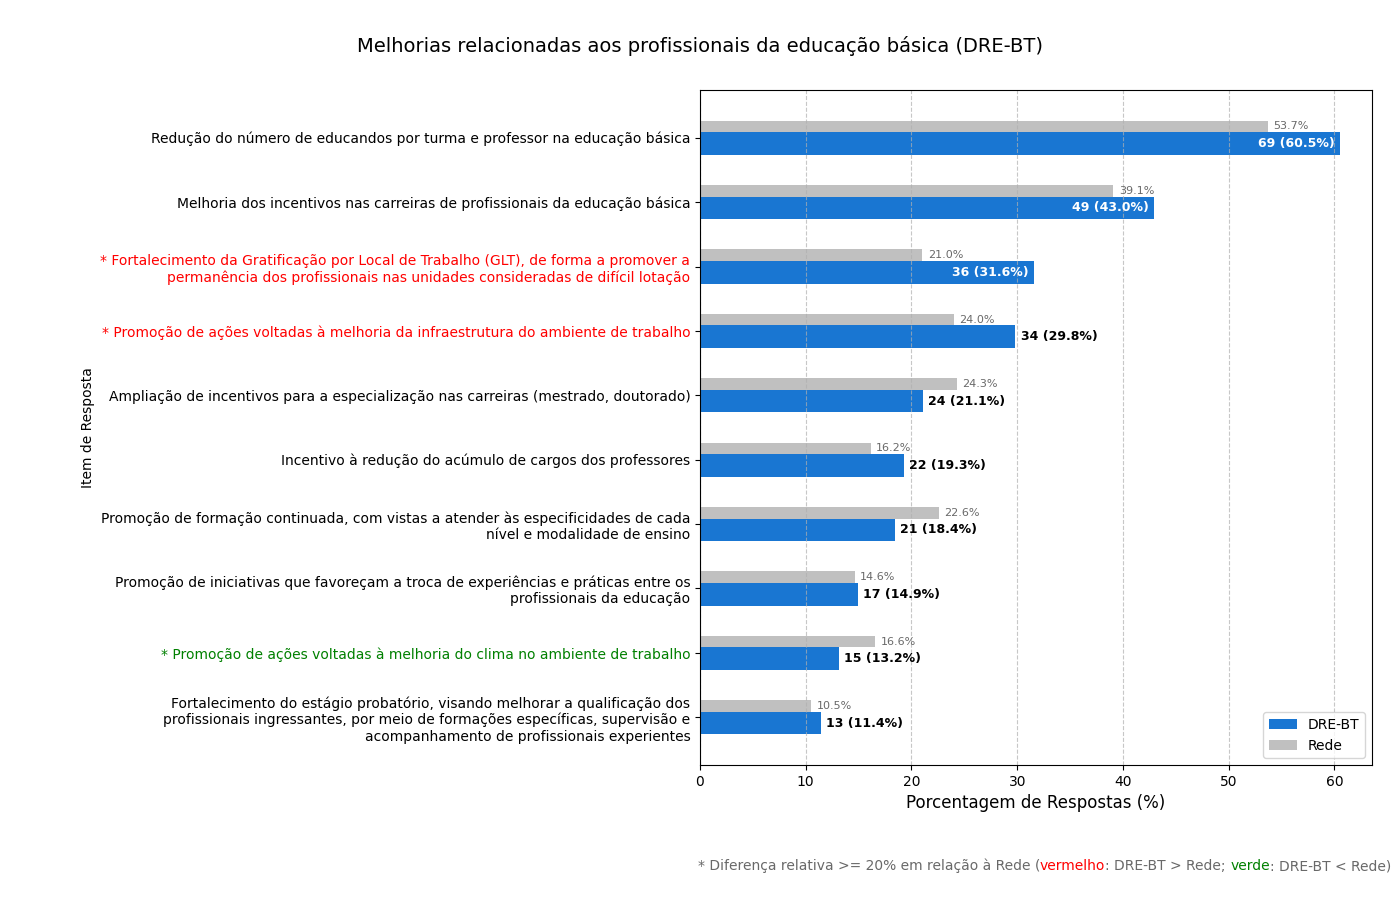 Melhorias relacionadas aos profissionais da educação básica (DRE-BT)
Redução do número de educandos por turma e professor na educação básica
53.7%
69 (60.5%)
Melhoria dos incentivos nas carreiras de profissionais da educação básica
39.1%
49 (43.0%)
* Fortalecimento da Gratificação por Local de Trabalho (GLT), de forma a promover a
permanência dos profissionais nas unidades consideradas de difícil lotação
21.0%
36 (31.6%)
* Promoção de ações voltadas à melhoria da infraestrutura do ambiente de trabalho
24.0%
34 (29.8%)
Ampliação de incentivos para a especialização nas carreiras (mestrado, doutorado)
24.3%
24 (21.1%)
Incentivo à redução do acúmulo de cargos dos professores
16.2%
22 (19.3%)
Promoção de formação continuada, com vistas a atender às especificidades de cada
nível e modalidade de ensino
22.6%
21 (18.4%)
Promoção de iniciativas que favoreçam a troca de experiências e práticas entre os
profissionais da educação
14.6%
17 (14.9%)
* Promoção de ações voltadas à melhoria do clima no ambiente de trabalho
16.6%
15 (13.2%)
Fortalecimento do estágio probatório, visando melhorar a qualificação dos
profissionais ingressantes, por meio de formações específicas, supervisão e
acompanhamento de profissionais experientes
10.5%
13 (11.4%)
Item de Resposta
DRE-BT
Rede
0 10 20 30 40 50 60
Porcentagem de Respostas (%)
* Diferença relativa >= 20% em relação à Rede (vermelho: DRE-BT > Rede; verde: DRE-BT < Rede)